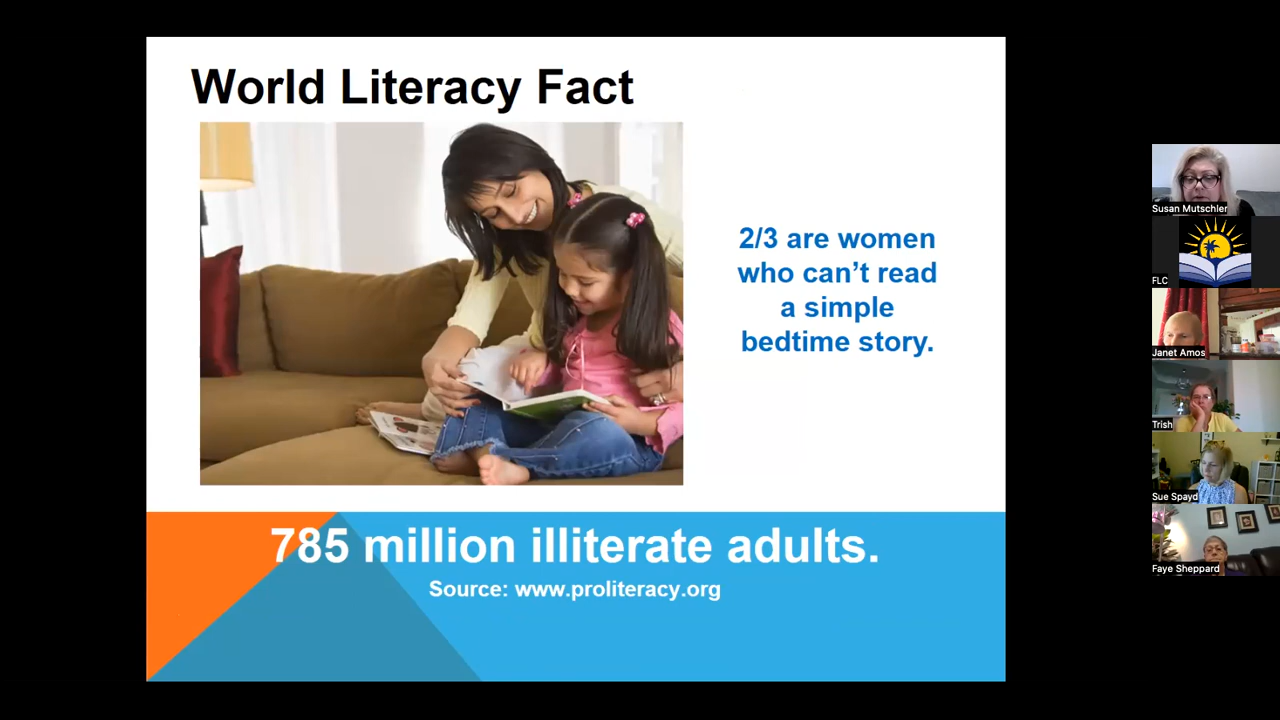 World Literacy Fact
2/3 are women
who can’t read
a simple
bedtime story.
785 million illiterate adults.
Source: www.proliteracy.org
Susan Mutschler
FLC
Janet Amos
Trish
Sue Spayd
Faye Sheppard